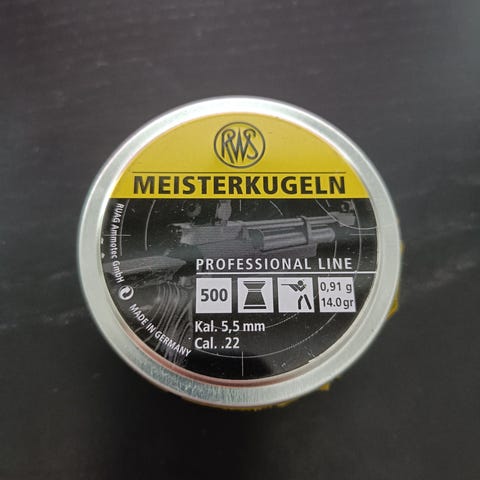 RWS
MEISTERKUGELN
PROFESSIONAL LINE
500
0,91 g
14.0 gr
Kal. 5,5 mm
Cal. .22
RUAG Ammotec GmbH
MADE IN GERMANY